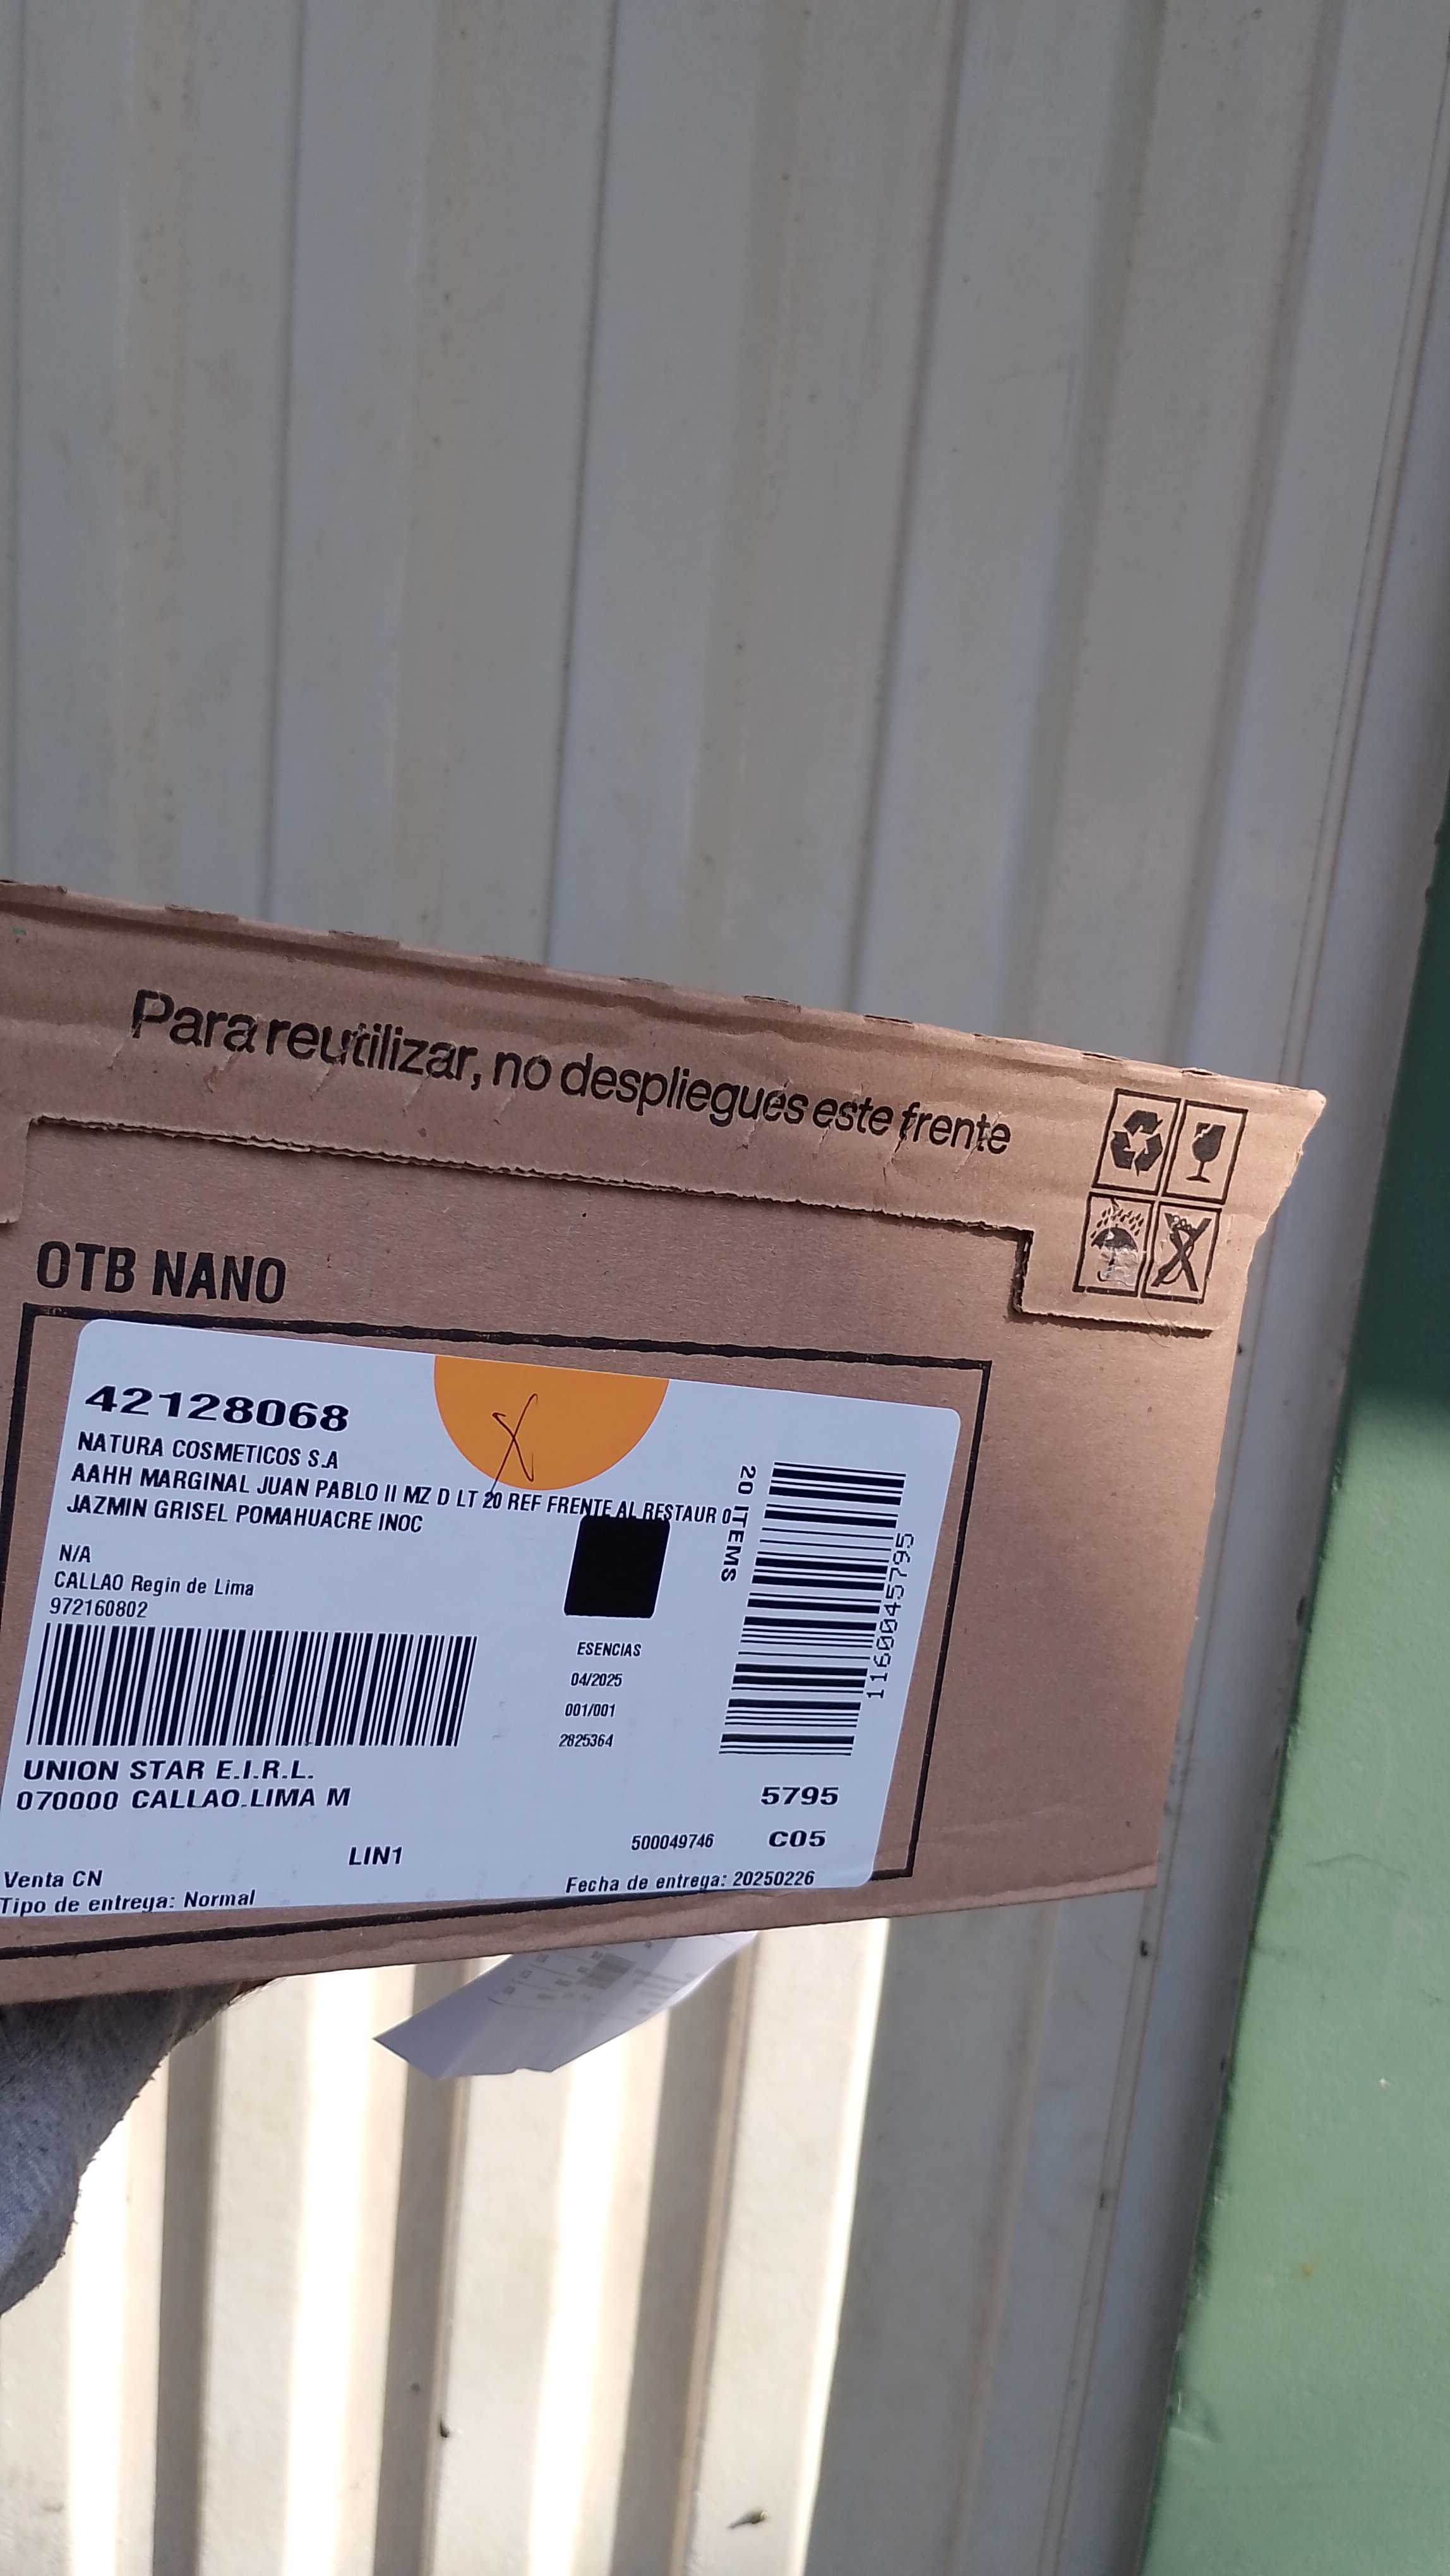 Para reutilizar, no despliegues este frente
OTB NANO
42128068
NATURA COSMETICOS S.A
AAHH MARGINAL JUAN PABLO II MZ D LT 20 REF FRENTE AL RESTAUR 0
JAZMIN GRISEL POMAHUACRE INOC
N/A
CALLAO Regin de Lima
972160802
20 ITEMS
1160045795
ESENCIAS
04/2025
001/001
2825364
UNION STAR E.I.R.L.
070000 CALLAO.LIMA M
5795
500049746 C05
LIN1
Venta CN
Tipo de entrega: Normal
Fecha de entrega: 20250226